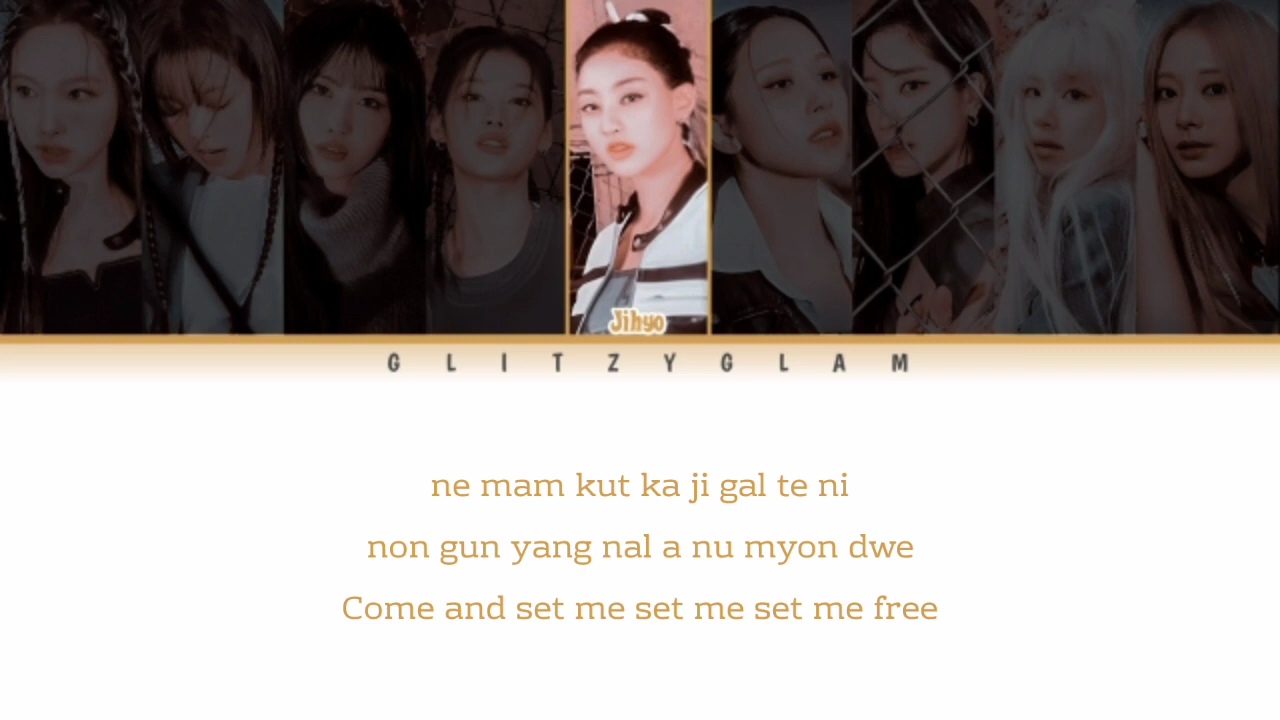 Jihyo
G L I T Z Y G L A M
ne mam kut ka ji gal te ni
non gun yang nal a nu myon dwe
Come and set me set me set me free